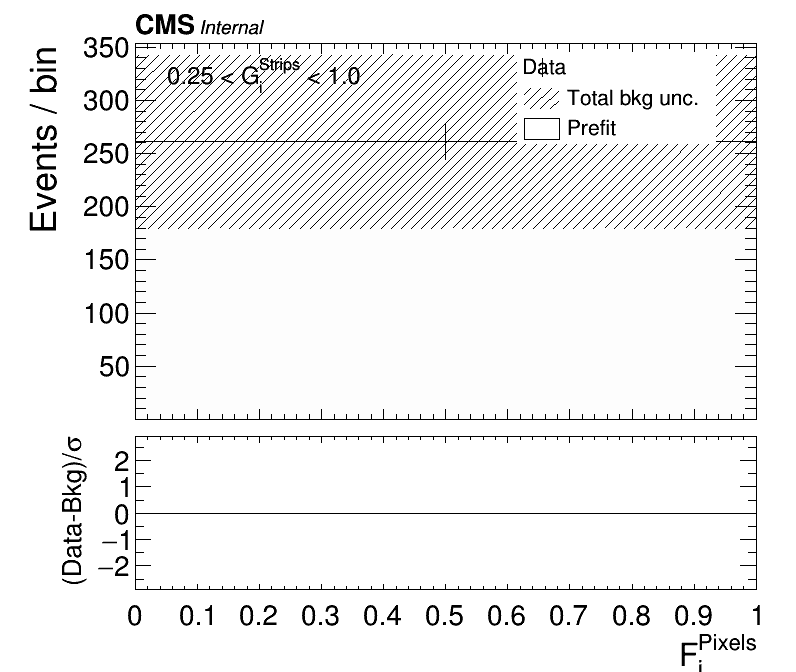 CMS Internal
Events / bin
350
300
250
200
150
100
50
0.25 < G_i^Strips < 1.0
Data
Total bkg unc.
Prefit
(Data-Bkg)/σ
2
1
0
−1
−2
0 0.1 0.2 0.3 0.4 0.5 0.6 0.7 0.8 0.9 1
F_i^Pixels